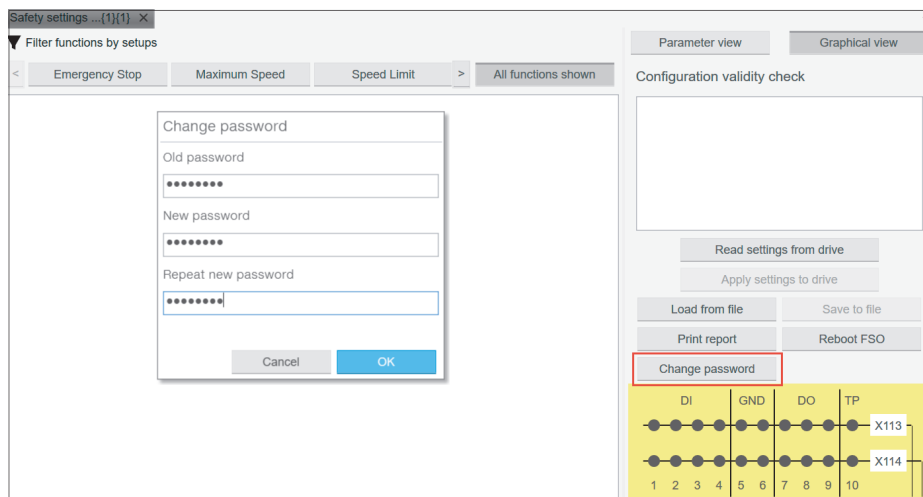 Safety settings ...{1}{1} ×
Filter functions by setups
< Emergency Stop Maximum Speed Speed Limit > All functions shown
Change password
Old password
••••••••
New password
••••••••
Repeat new password
••••••••
Cancel OK
Parameter view Graphical view
Configuration validity check
Read settings from drive
Apply settings to drive
Load from file Save to file
Print report Reboot FSO
Change password
DI GND DO TP
X113
X114
1 2 3 4 5 6 7 8 9 10